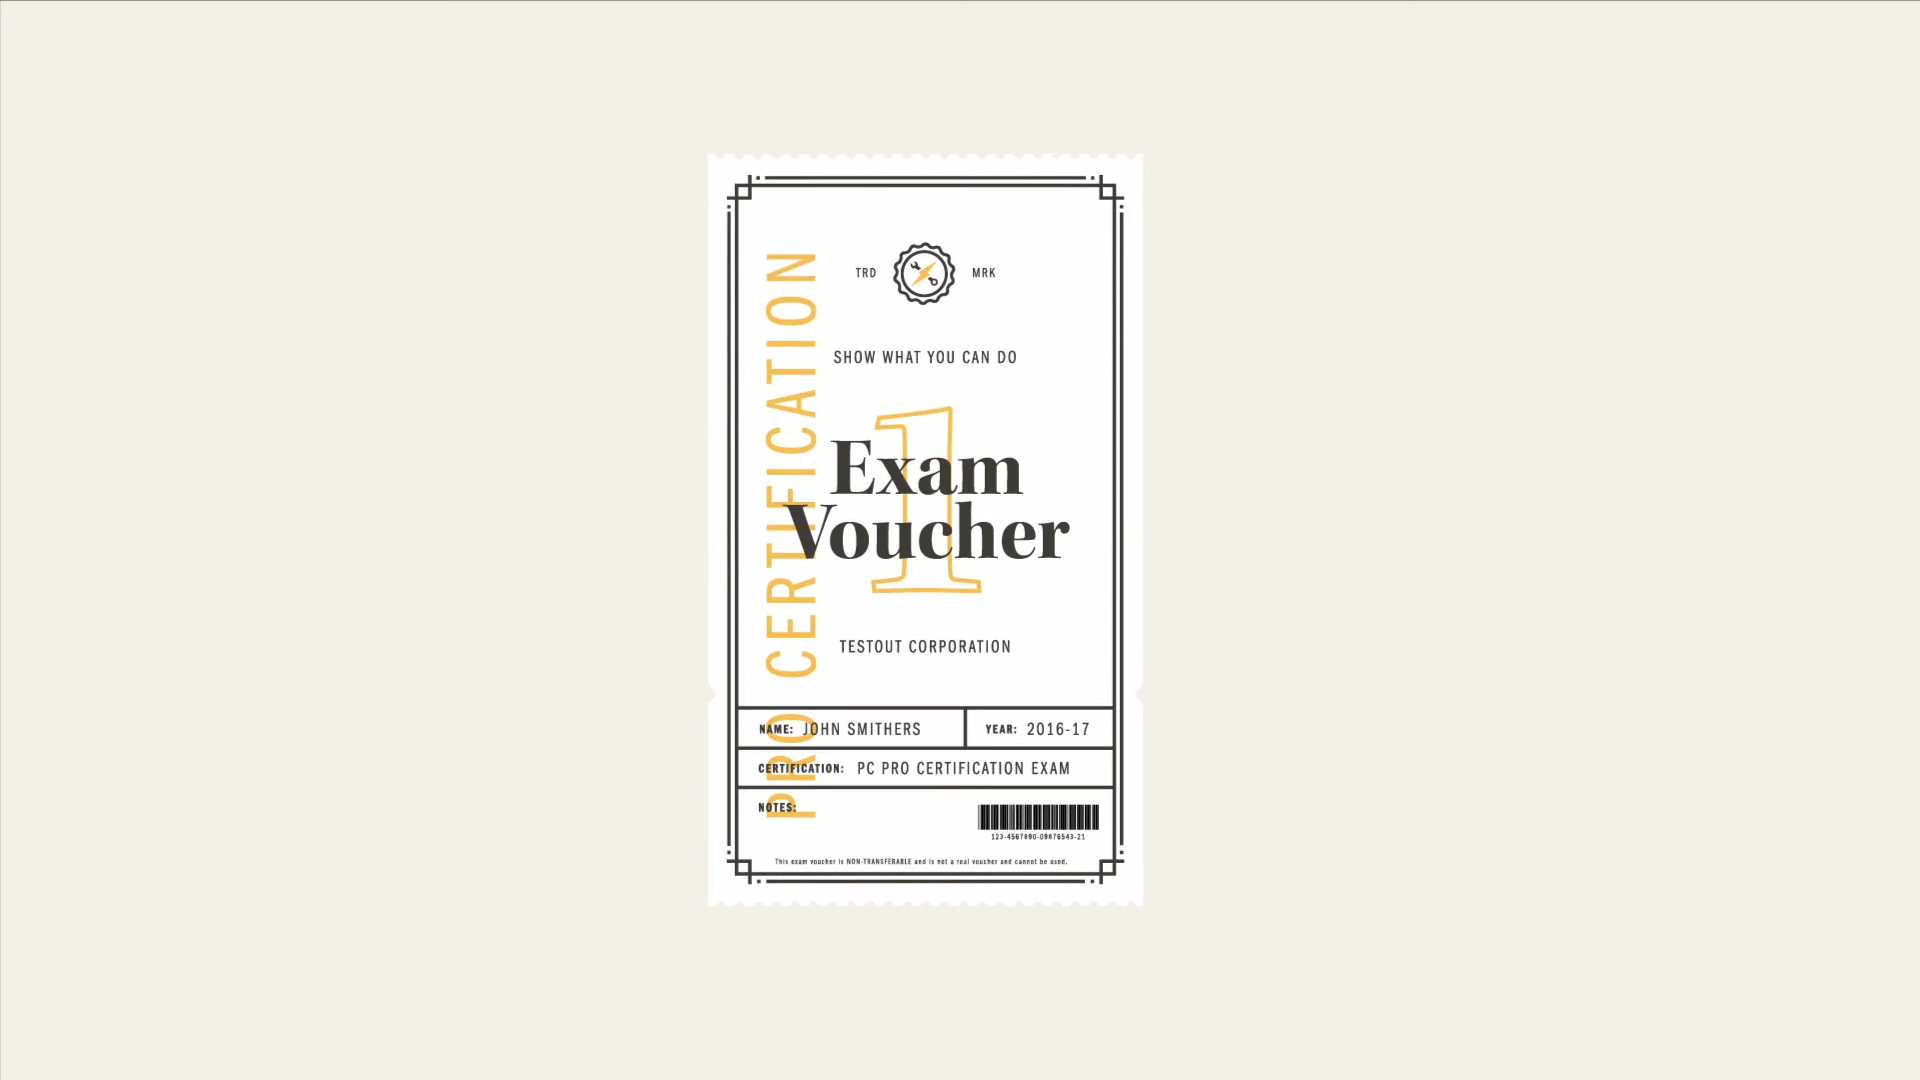 TRD MRK
SHOW WHAT YOU CAN DO
1
Exam
Voucher
PRO CERTIFICATION
TESTOUT CORPORATION
NAME: JOHN SMITHERS YEAR: 2016-17
CERTIFICATION: PC PRO CERTIFICATION EXAM
NOTES:
123-4567890-09876543-21
This exam voucher is NON-TRANSFERABLE and is not a real voucher and cannot be used.